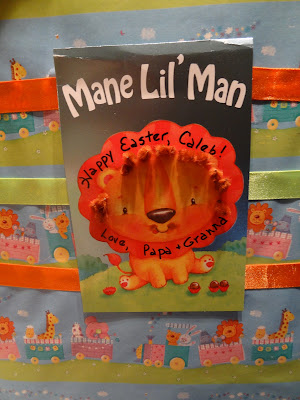 Mane Lil' Man
Happy Easter, Caleb!
Love, Papa + Granna